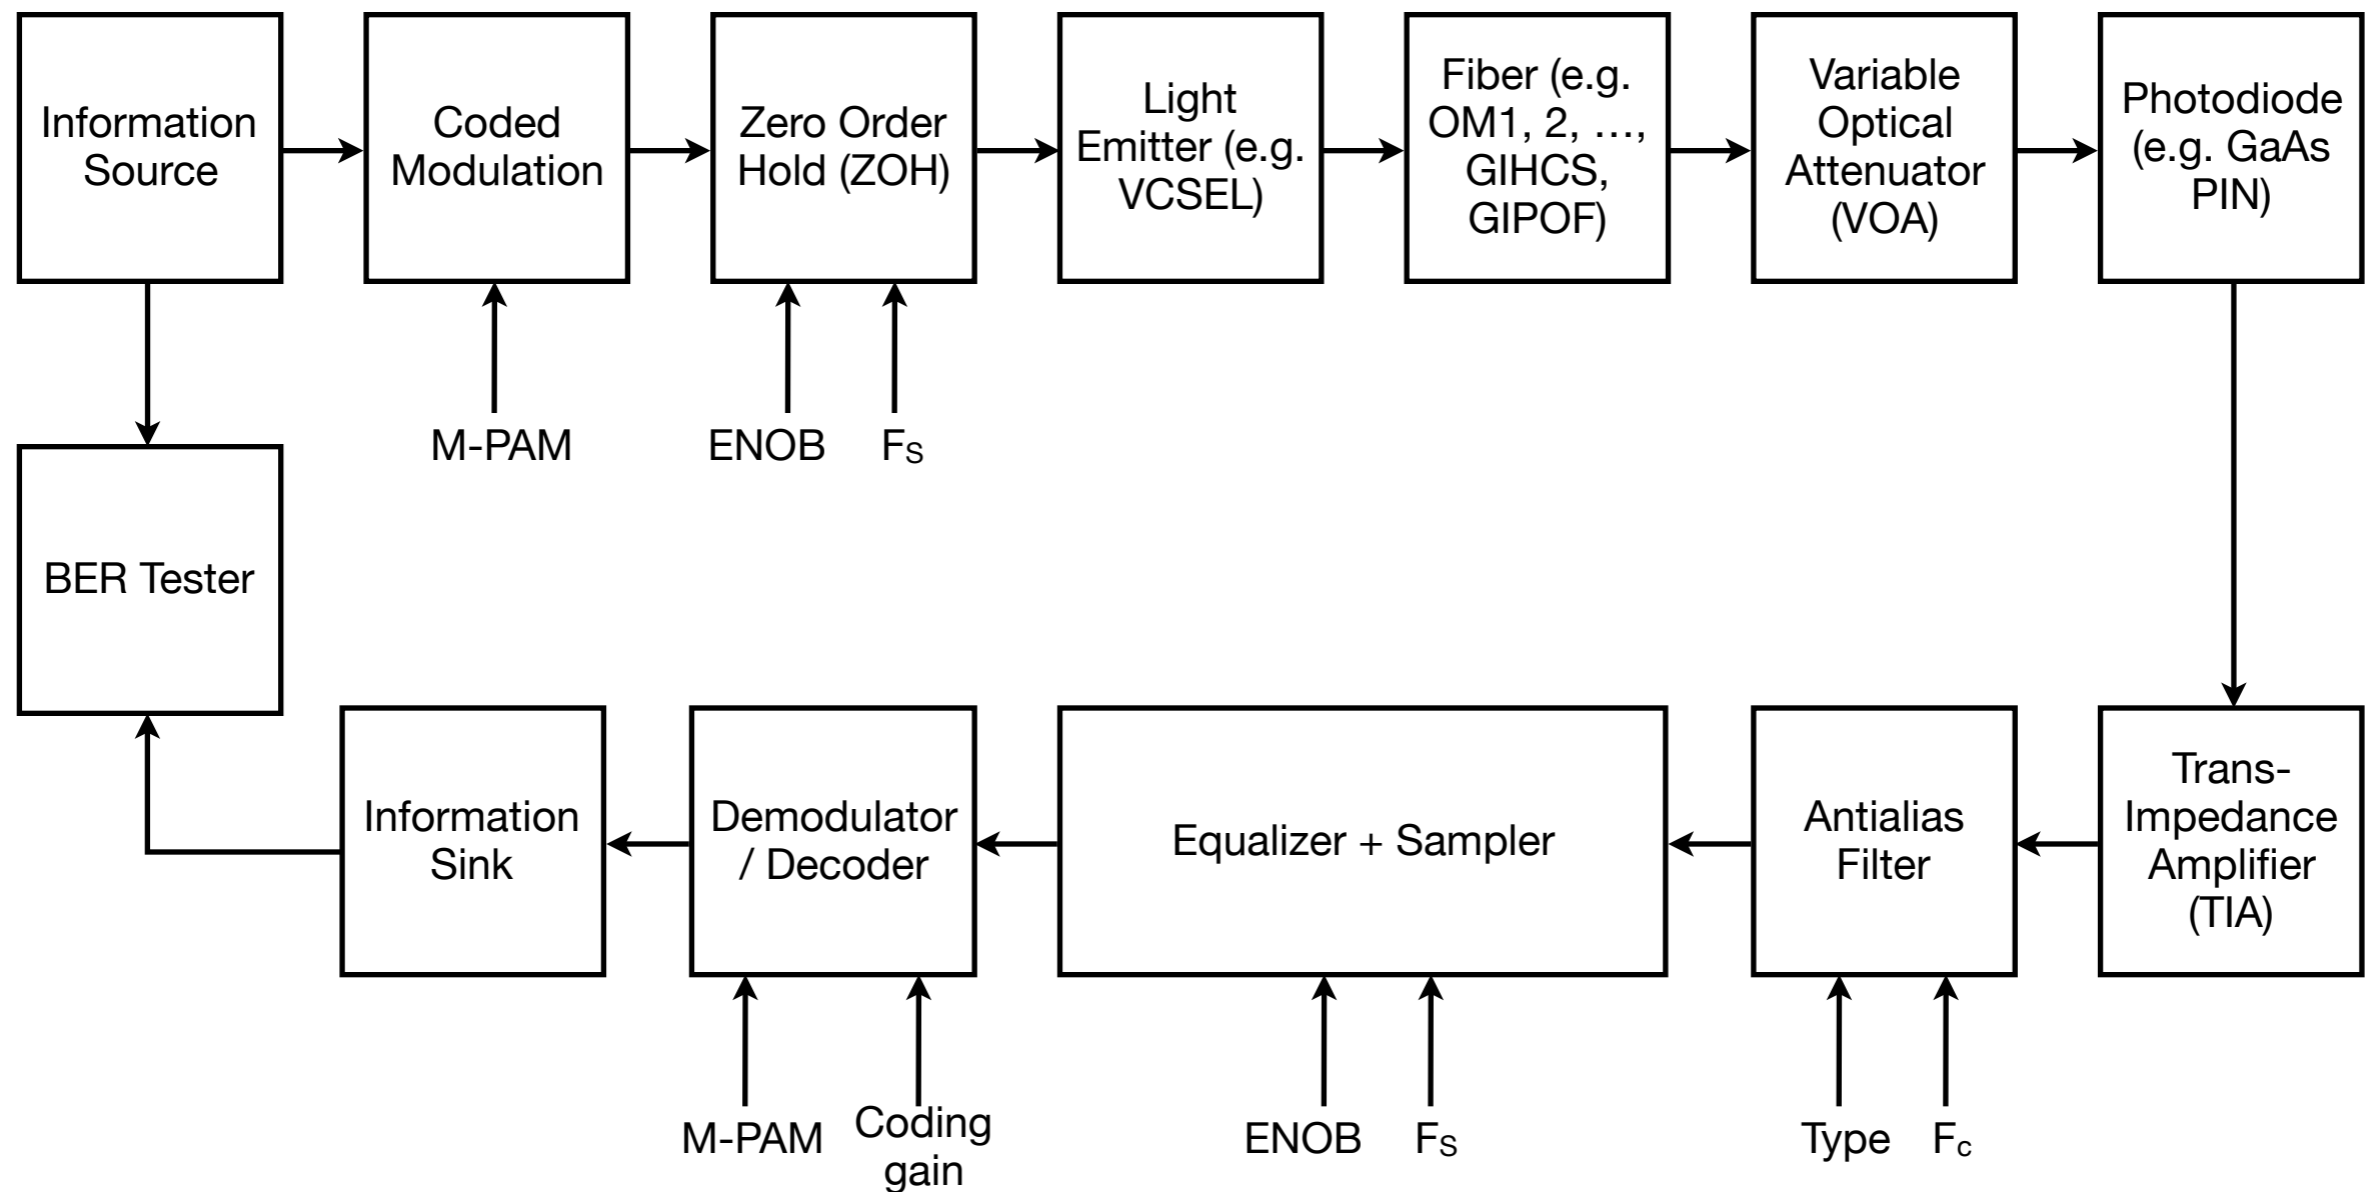 Information
Source
Coded
Modulation
Zero Order
Hold (ZOH)
Light
Emitter (e.g.
VCSEL)
Fiber (e.g.
OM1, 2, …,
GIHCS,
GIPOF)
Variable
Optical
Attenuator
(VOA)
Photodiode
(e.g. GaAs
PIN)
M-PAM
ENOB
FS
BER Tester
Information
Sink
Demodulator
/ Decoder
Equalizer + Sampler
Antialias
Filter
Trans-
Impedance
Amplifier
(TIA)
M-PAM
Coding
gain
ENOB
FS
Type
Fc